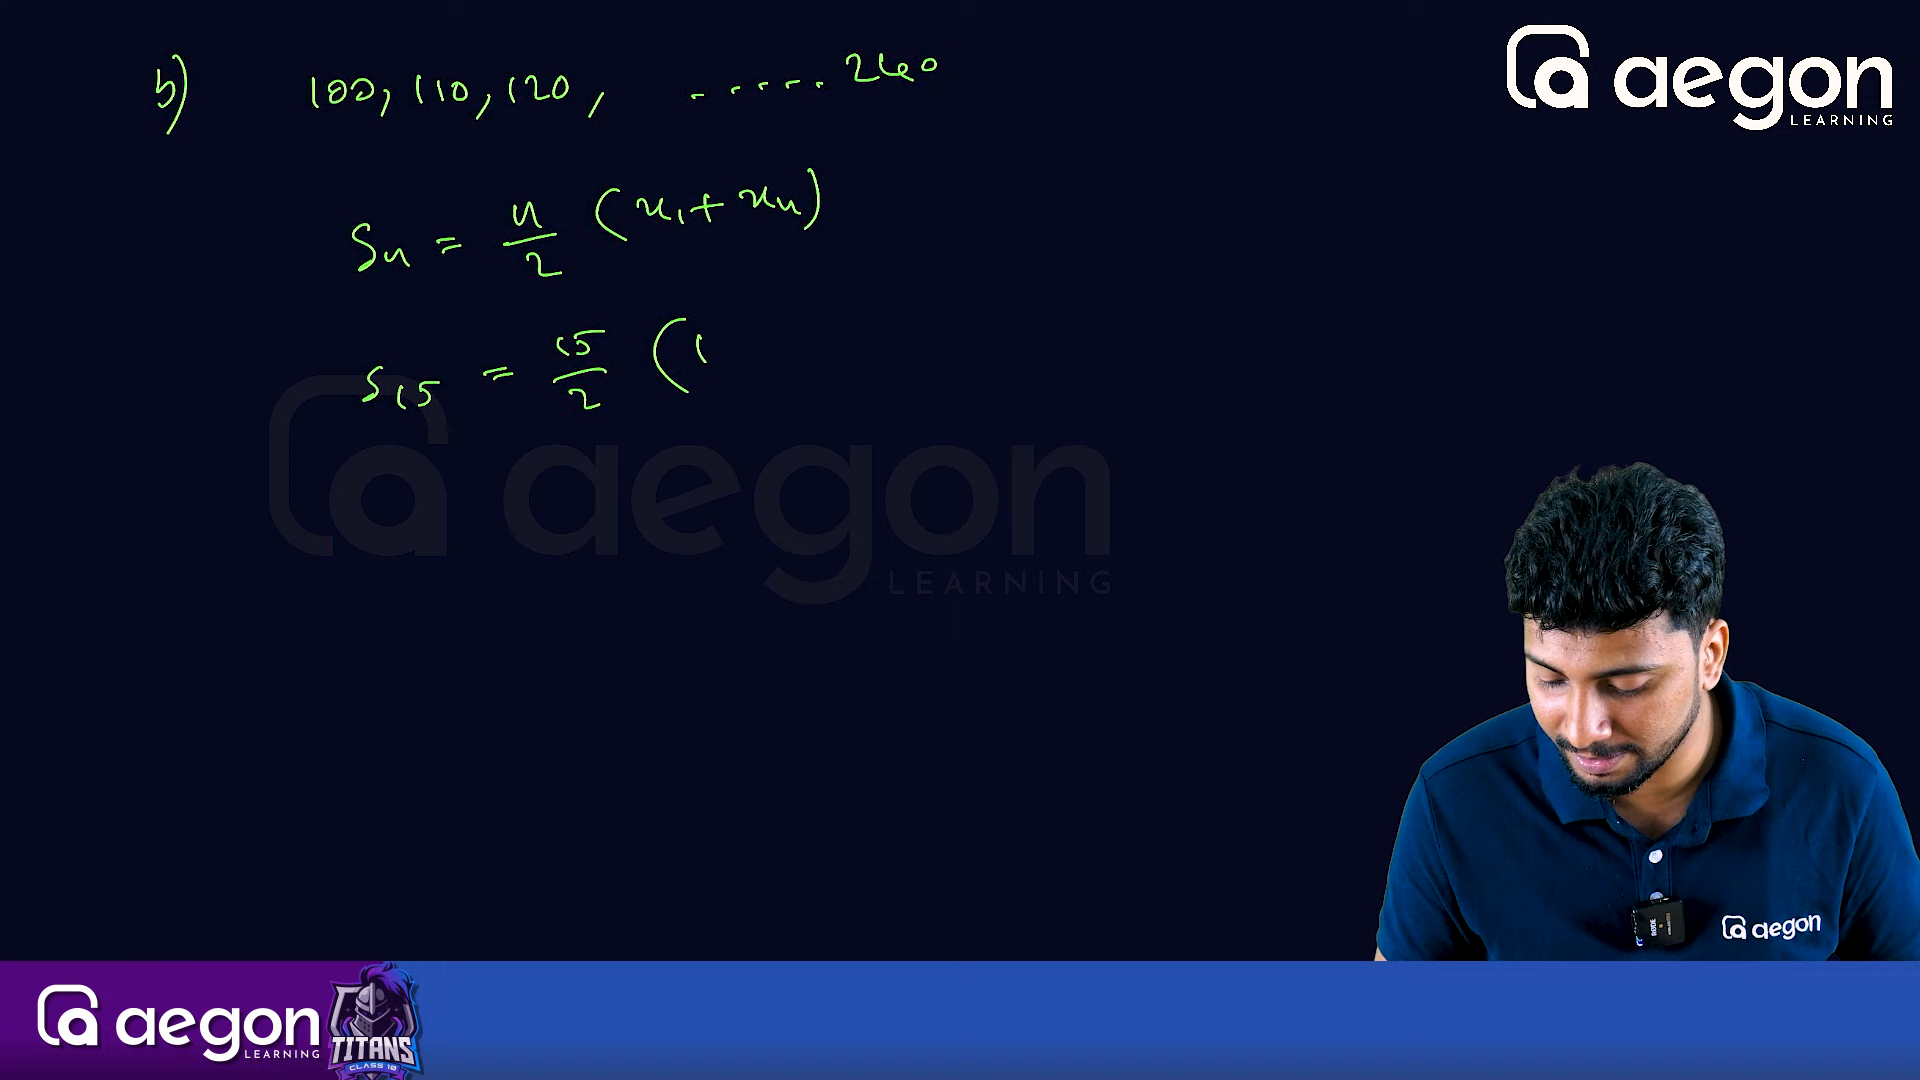 b) 100, 110, 120, ...... 240
Sn = n/2 (x₁ + xn)
S15 = 15/2 (1
aegon
LEARNING
aegon
LEARNING
aegon
aegon
LEARNING
TITANS
CLASS 10